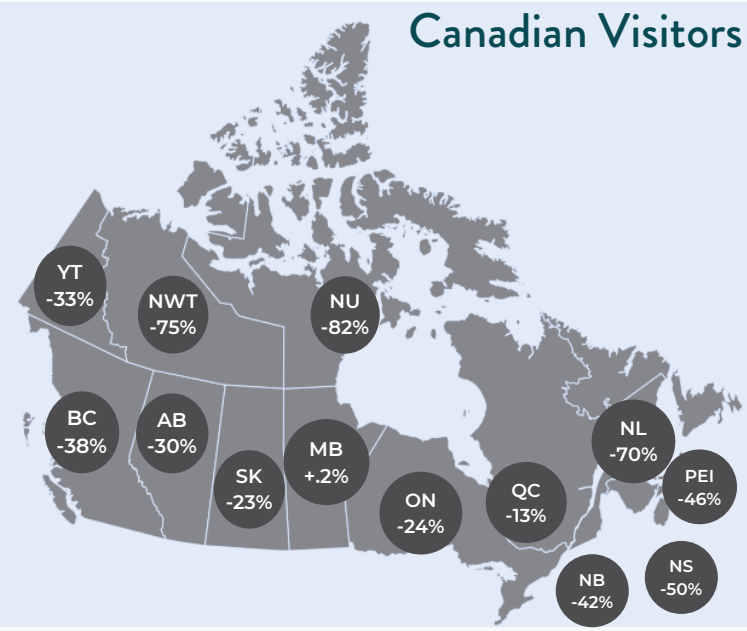 Canadian Visitors
YT
-33%
NWT
-75%
NU
-82%
BC
-38%
AB
-30%
SK
-23%
MB
+.2%
ON
-24%
QC
-13%
NL
-70%
PEI
-46%
NB
-42%
NS
-50%